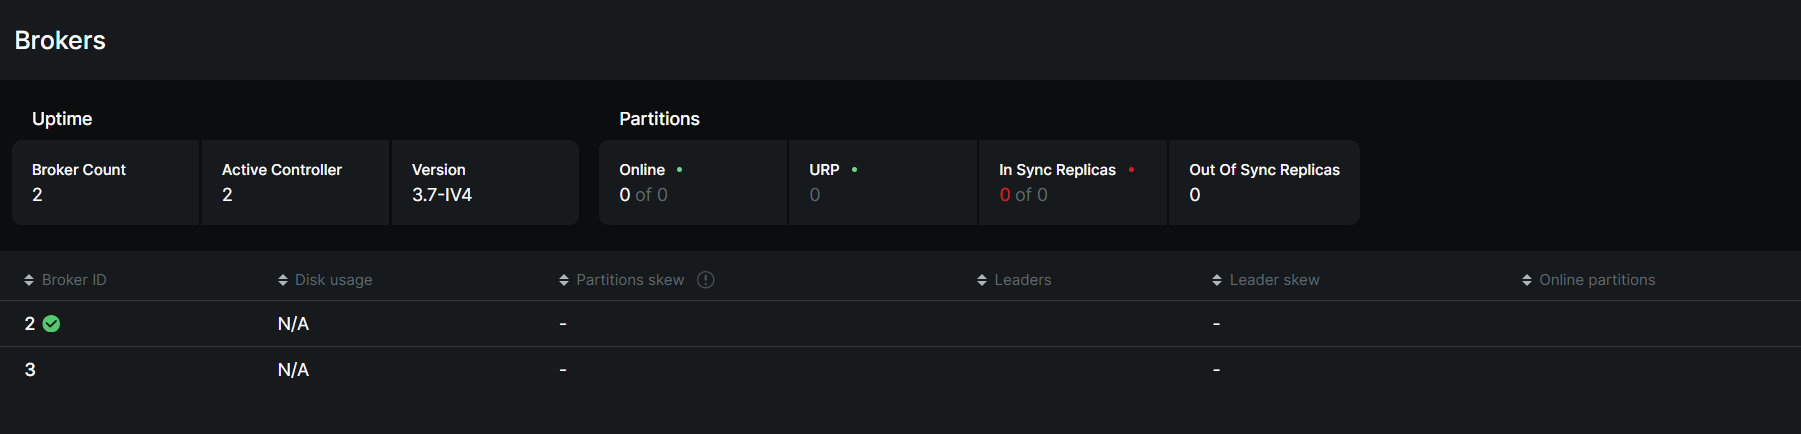 Brokers
Uptime
Partitions
Broker Count
Active Controller
Version
Online
URP
In Sync Replicas
Out Of Sync Replicas
2
2
3.7-IV4
0 of 0
0
0 of 0
0
Broker ID
Disk usage
Partitions skew
Leaders
Leader skew
Online partitions
2 N/A - -
3 N/A - -